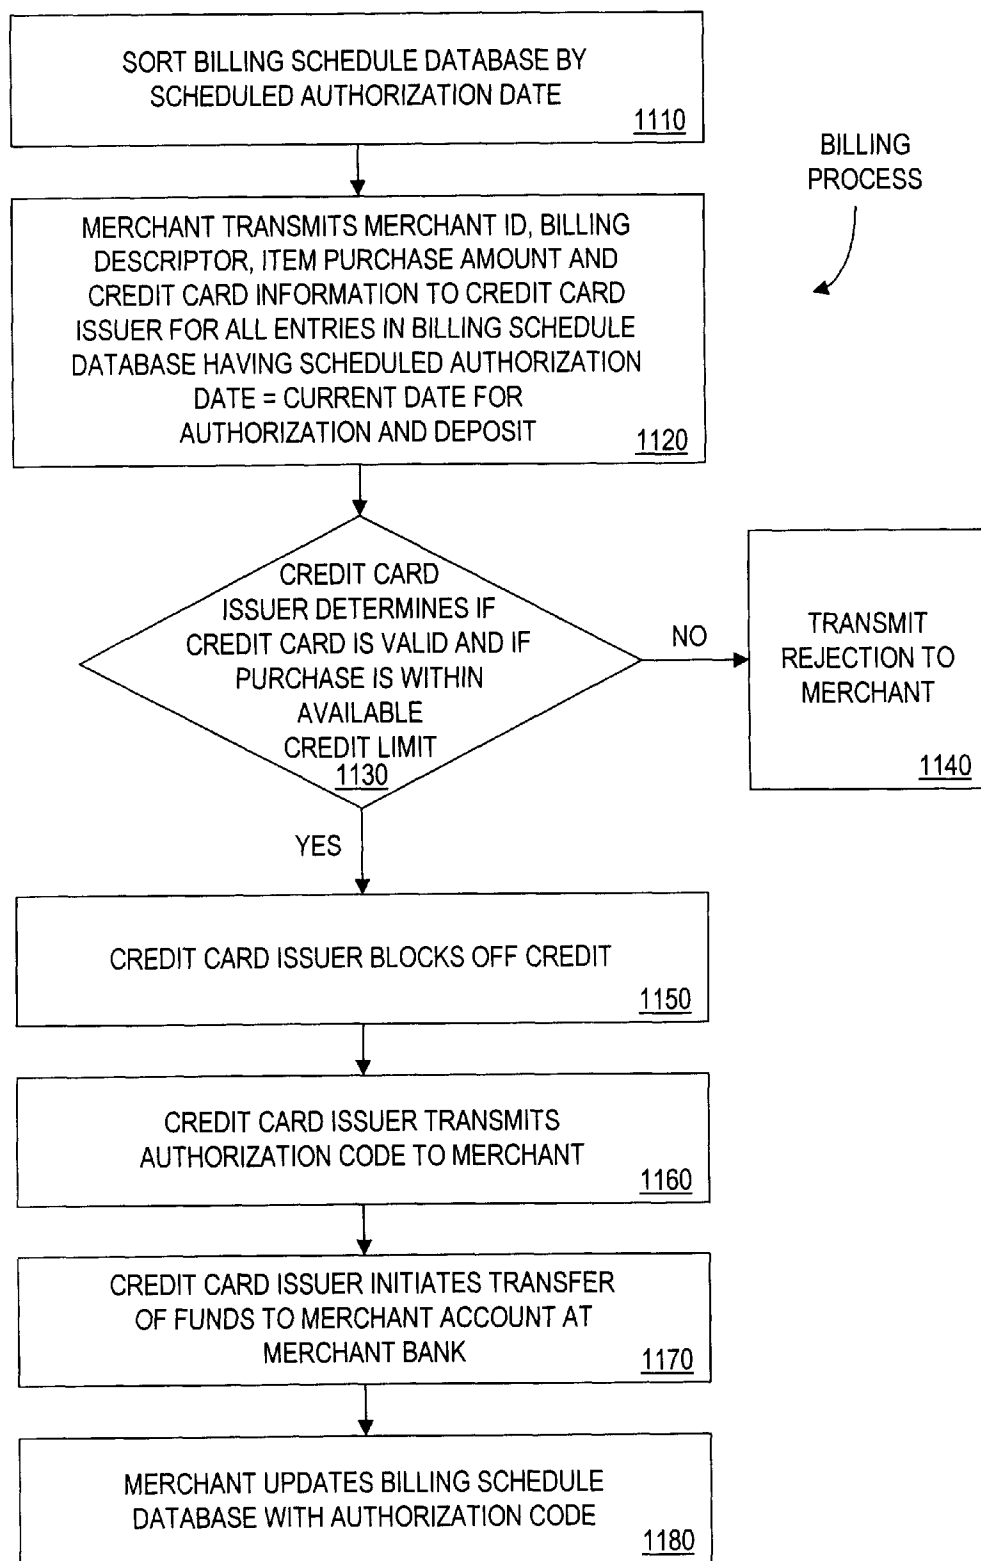 SORT BILLING SCHEDULE DATABASE BY
SCHEDULED AUTHORIZATION DATE
1110
BILLING
PROCESS
MERCHANT TRANSMITS MERCHANT ID, BILLING
DESCRIPTOR, ITEM PURCHASE AMOUNT AND
CREDIT CARD INFORMATION TO CREDIT CARD
ISSUER FOR ALL ENTRIES IN BILLING SCHEDULE
DATABASE HAVING SCHEDULED AUTHORIZATION
DATE = CURRENT DATE FOR
AUTHORIZATION AND DEPOSIT
1120
CREDIT CARD
ISSUER DETERMINES IF
CREDIT CARD IS VALID AND IF
PURCHASE IS WITHIN
AVAILABLE
CREDIT LIMIT
1130
NO
TRANSMIT
REJECTION TO
MERCHANT
1140
YES
CREDIT CARD ISSUER BLOCKS OFF CREDIT
1150
CREDIT CARD ISSUER TRANSMITS
AUTHORIZATION CODE TO MERCHANT
1160
CREDIT CARD ISSUER INITIATES TRANSFER
OF FUNDS TO MERCHANT ACCOUNT AT
MERCHANT BANK
1170
MERCHANT UPDATES BILLING SCHEDULE
DATABASE WITH AUTHORIZATION CODE
1180